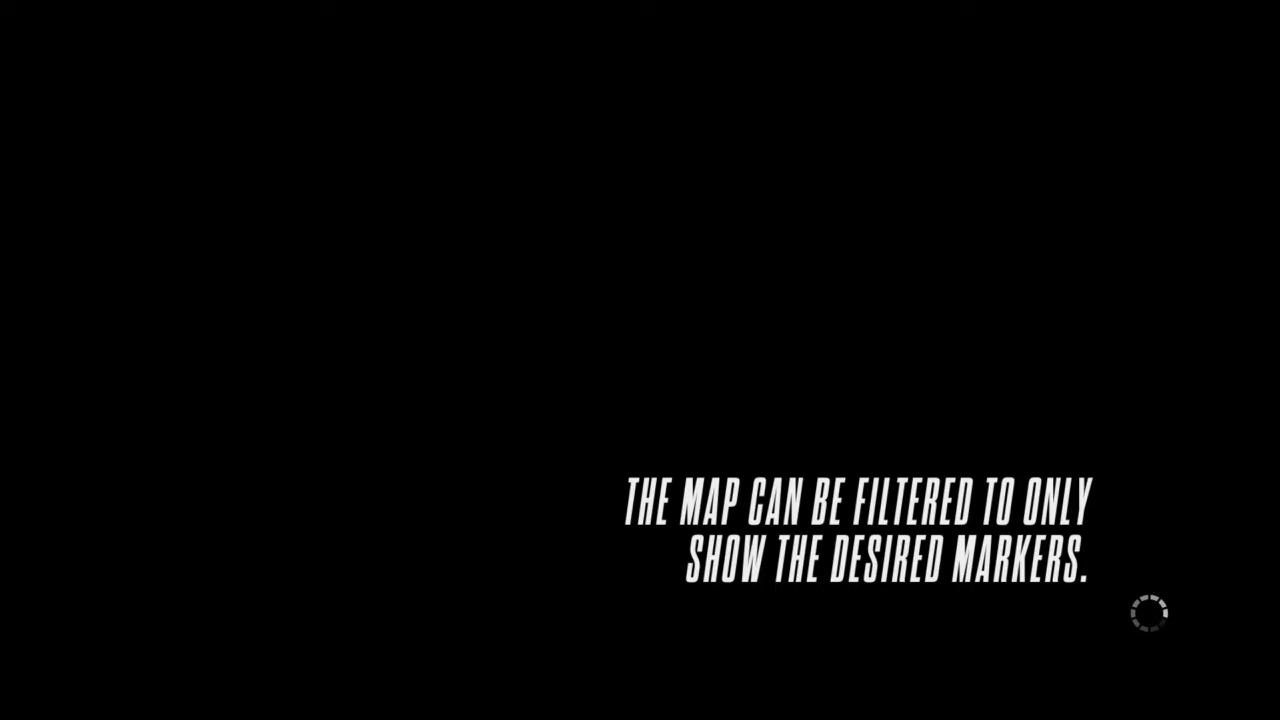 THE MAP CAN BE FILTERED TO ONLY
SHOW THE DESIRED MARKERS.